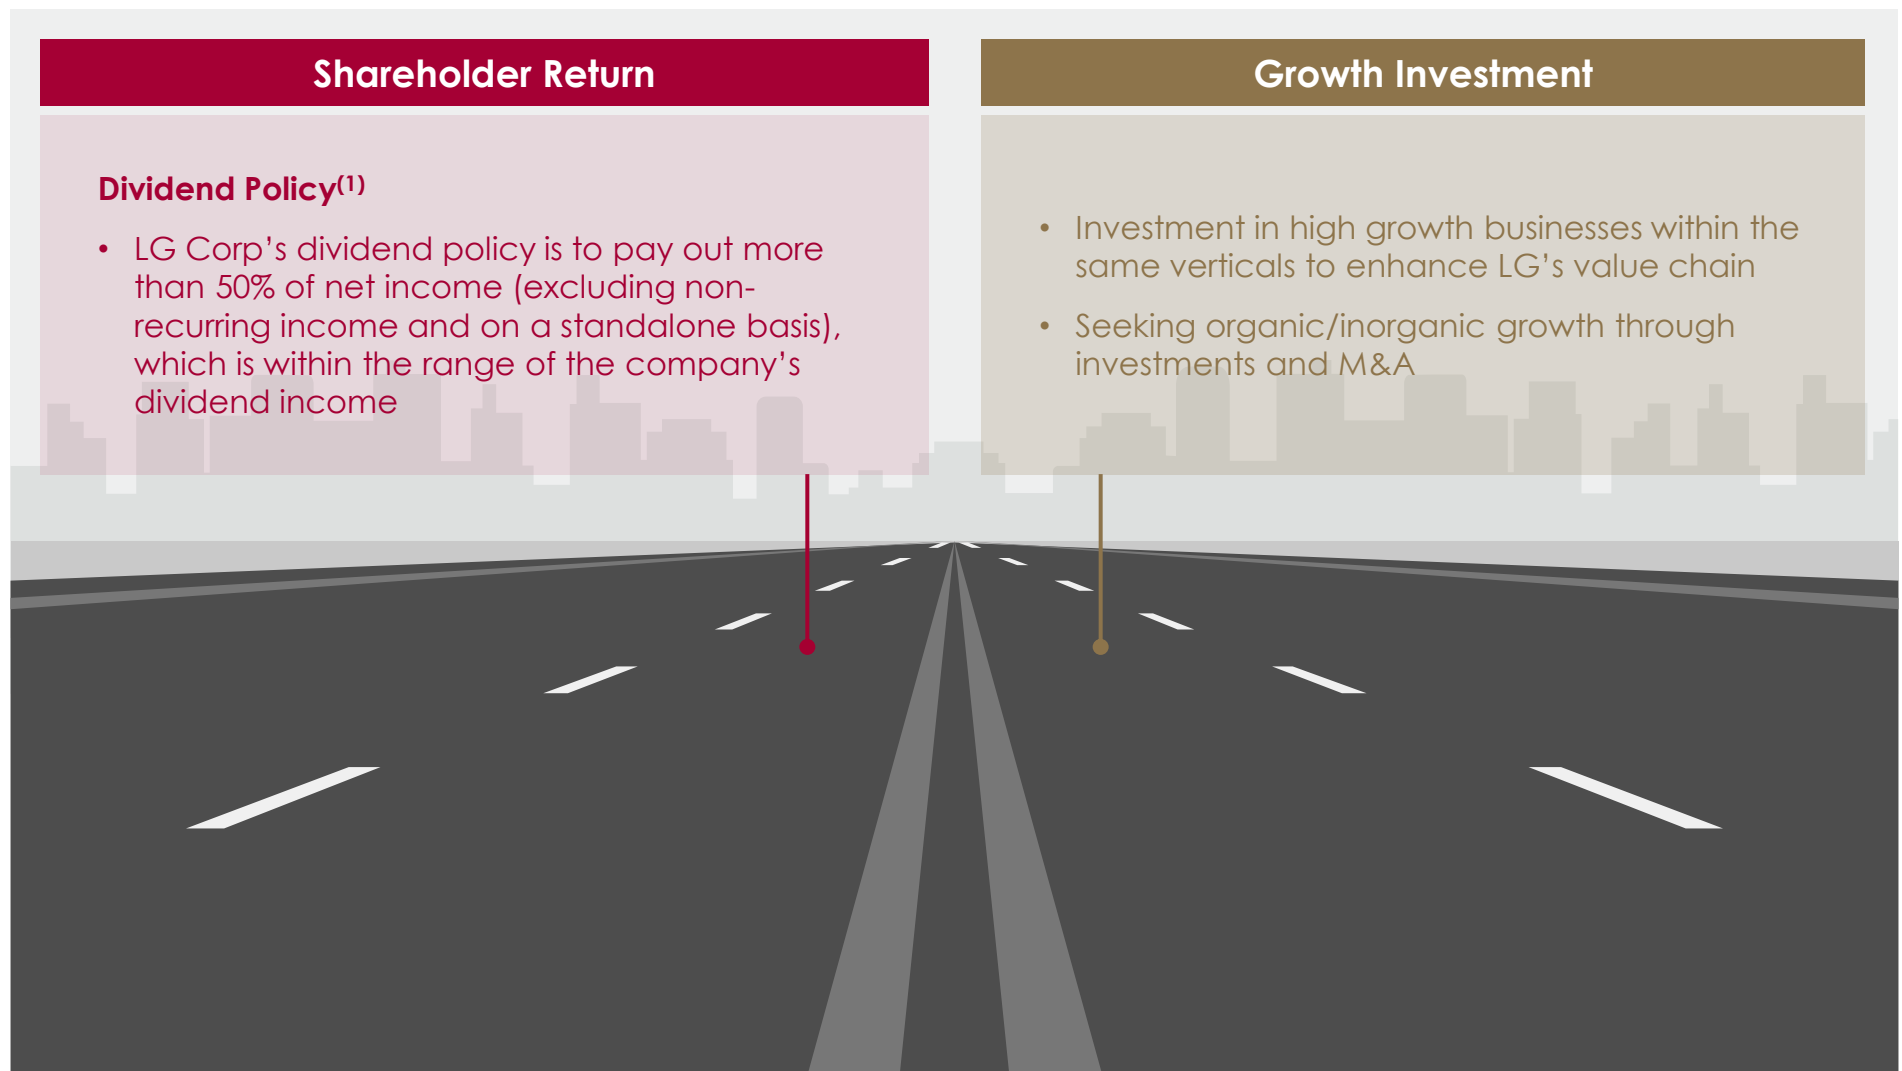 Shareholder Return
Dividend Policy(1)
• LG Corp’s dividend policy is to pay out more
than 50% of net income (excluding non-
recurring income and on a standalone basis),
which is within the range of the company’s
dividend income
Growth Investment
• Investment in high growth businesses within the
same verticals to enhance LG’s value chain
• Seeking organic/inorganic growth through
investments and M&A